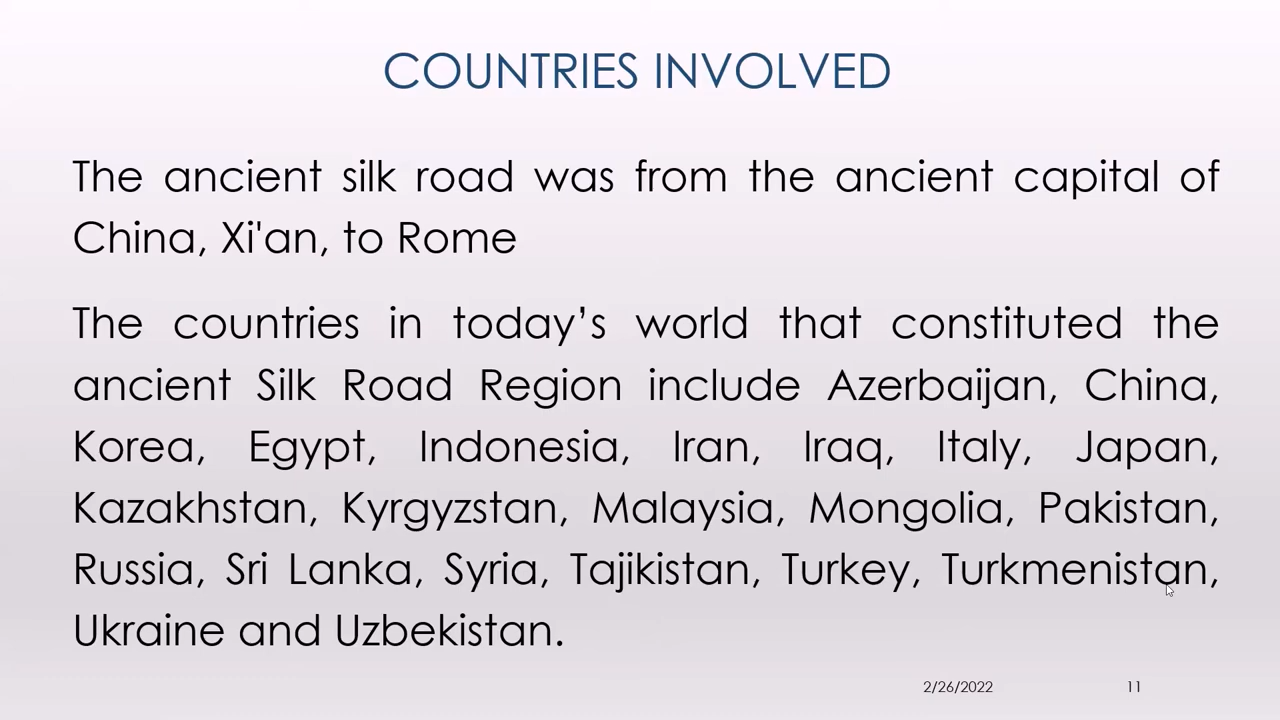 COUNTRIES INVOLVED
The ancient silk road was from the ancient capital of
China, Xi'an, to Rome
The countries in today’s world that constituted the
ancient Silk Road Region include Azerbaijan, China,
Korea, Egypt, Indonesia, Iran, Iraq, Italy, Japan,
Kazakhstan, Kyrgyzstan, Malaysia, Mongolia, Pakistan,
Russia, Sri Lanka, Syria, Tajikistan, Turkey, Turkmenistan,
Ukraine and Uzbekistan.
2/26/2022 11